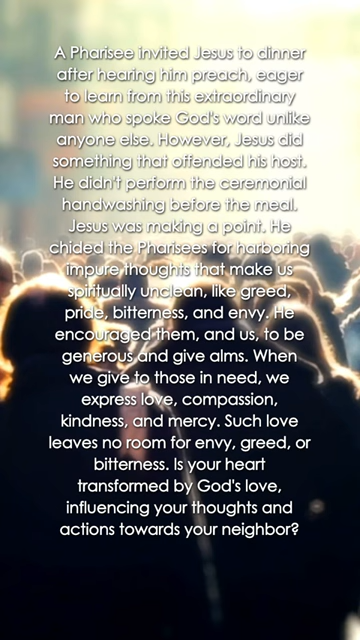 A Pharisee invited Jesus to dinner
after hearing him preach, eager
to learn from this extraordinary
man who spoke God's word unlike
anyone else. However, Jesus did
something that offended his host.
He didn't perform the ceremonial
handwashing before the meal.
Jesus was making a point. He
chided the Pharisees for harboring
impure thoughts that make us
spiritually unclean, like greed,
pride, bitterness, and envy. He
encouraged them, and us, to be
generous and give alms. When
we give to those in need, we
express love, compassion,
kindness, and mercy. Such love
leaves no room for envy, greed, or
bitterness. Is your heart
transformed by God's love,
influencing your thoughts and
actions towards your neighbor?